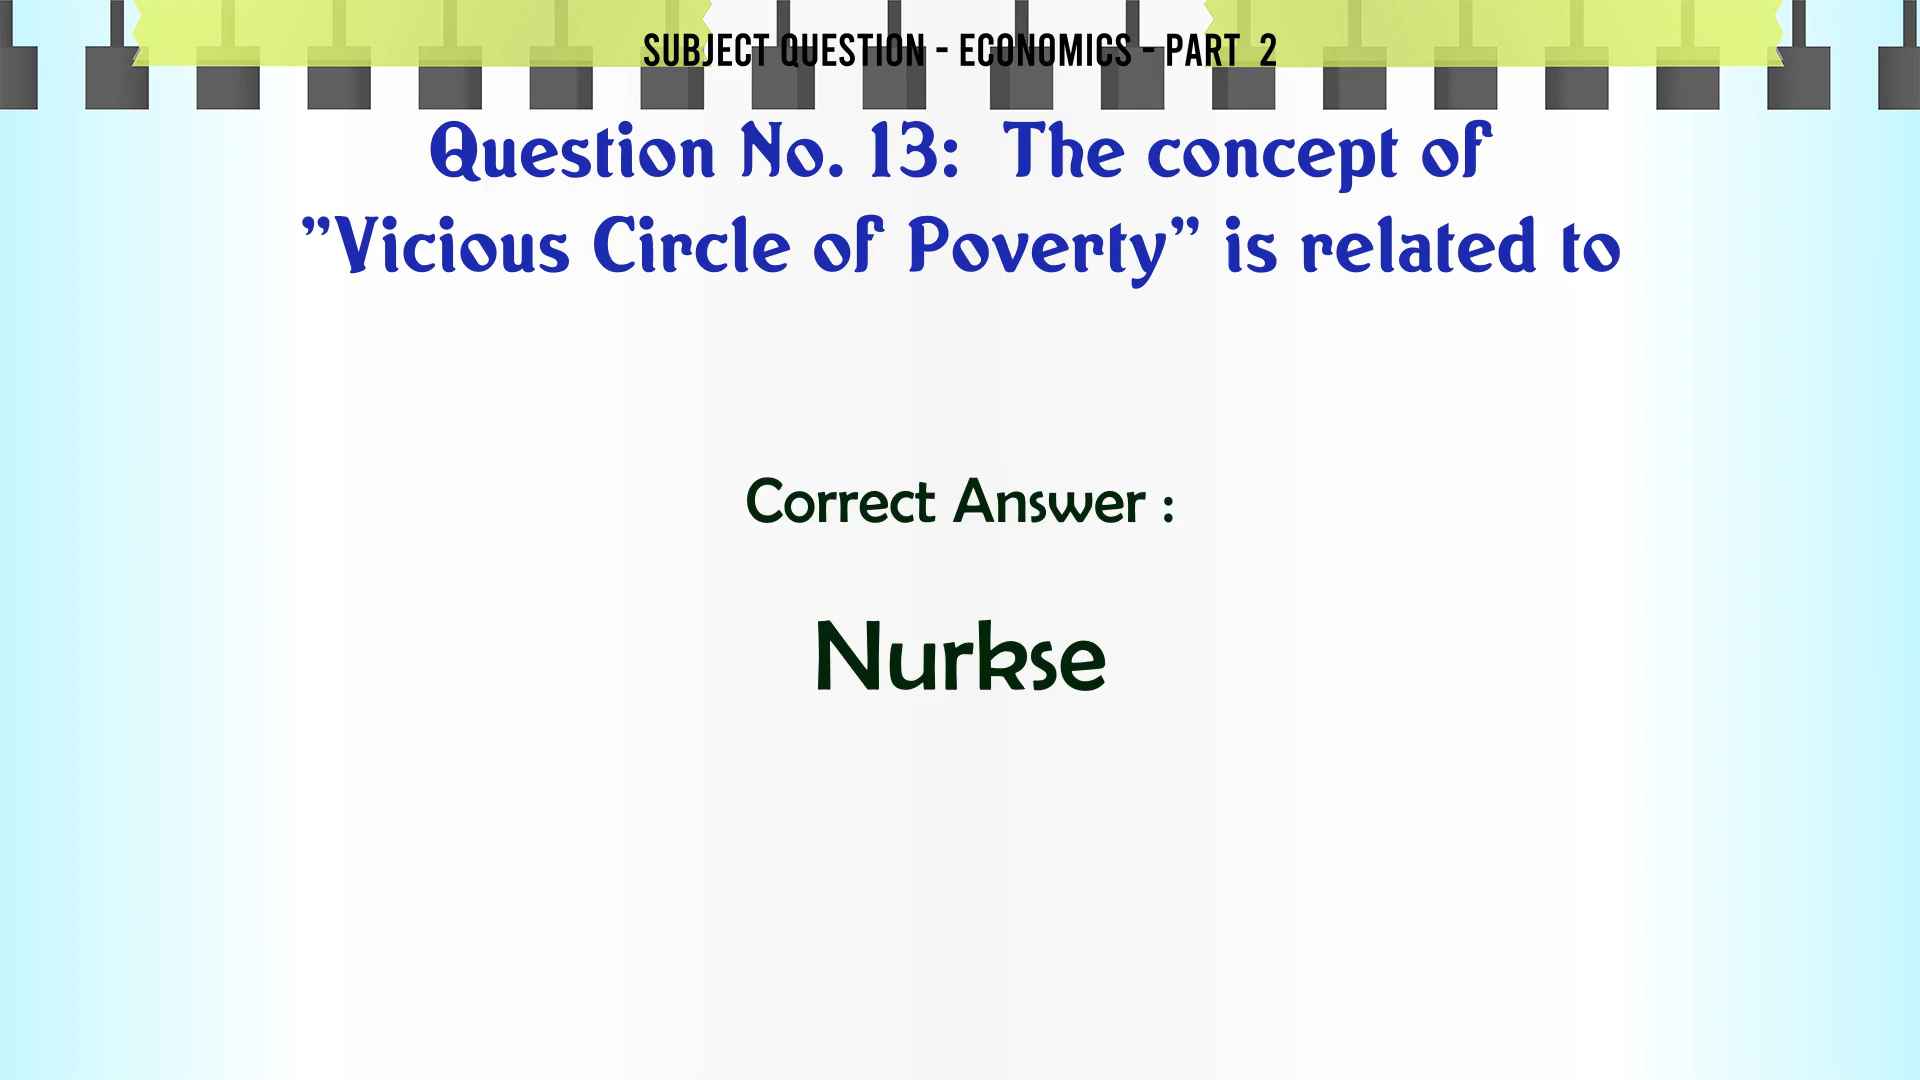 SUBJECT QUESTION - ECONOMICS - PART 2
Question No. 13: The concept of
"Vicious Circle of Poverty" is related to
Correct Answer :
Nurkse